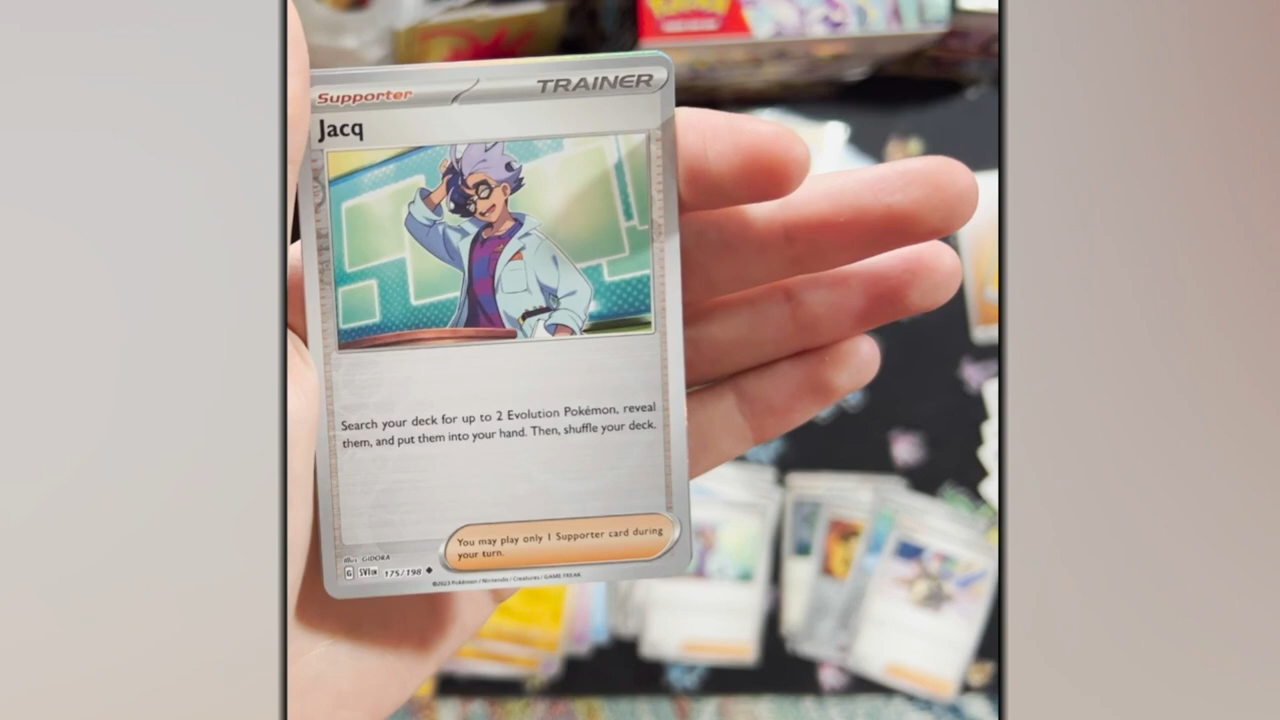 Supporter
TRAINER
Jacq
Search your deck for up to 2 Evolution Pokémon, reveal
them, and put them into your hand. Then, shuffle your deck.
You may play only 1 Supporter card during
your turn.
Illus. GIDORA
G SVI EN 175/198
©2023 Pokémon / Nintendo / Creatures / GAME FREAK